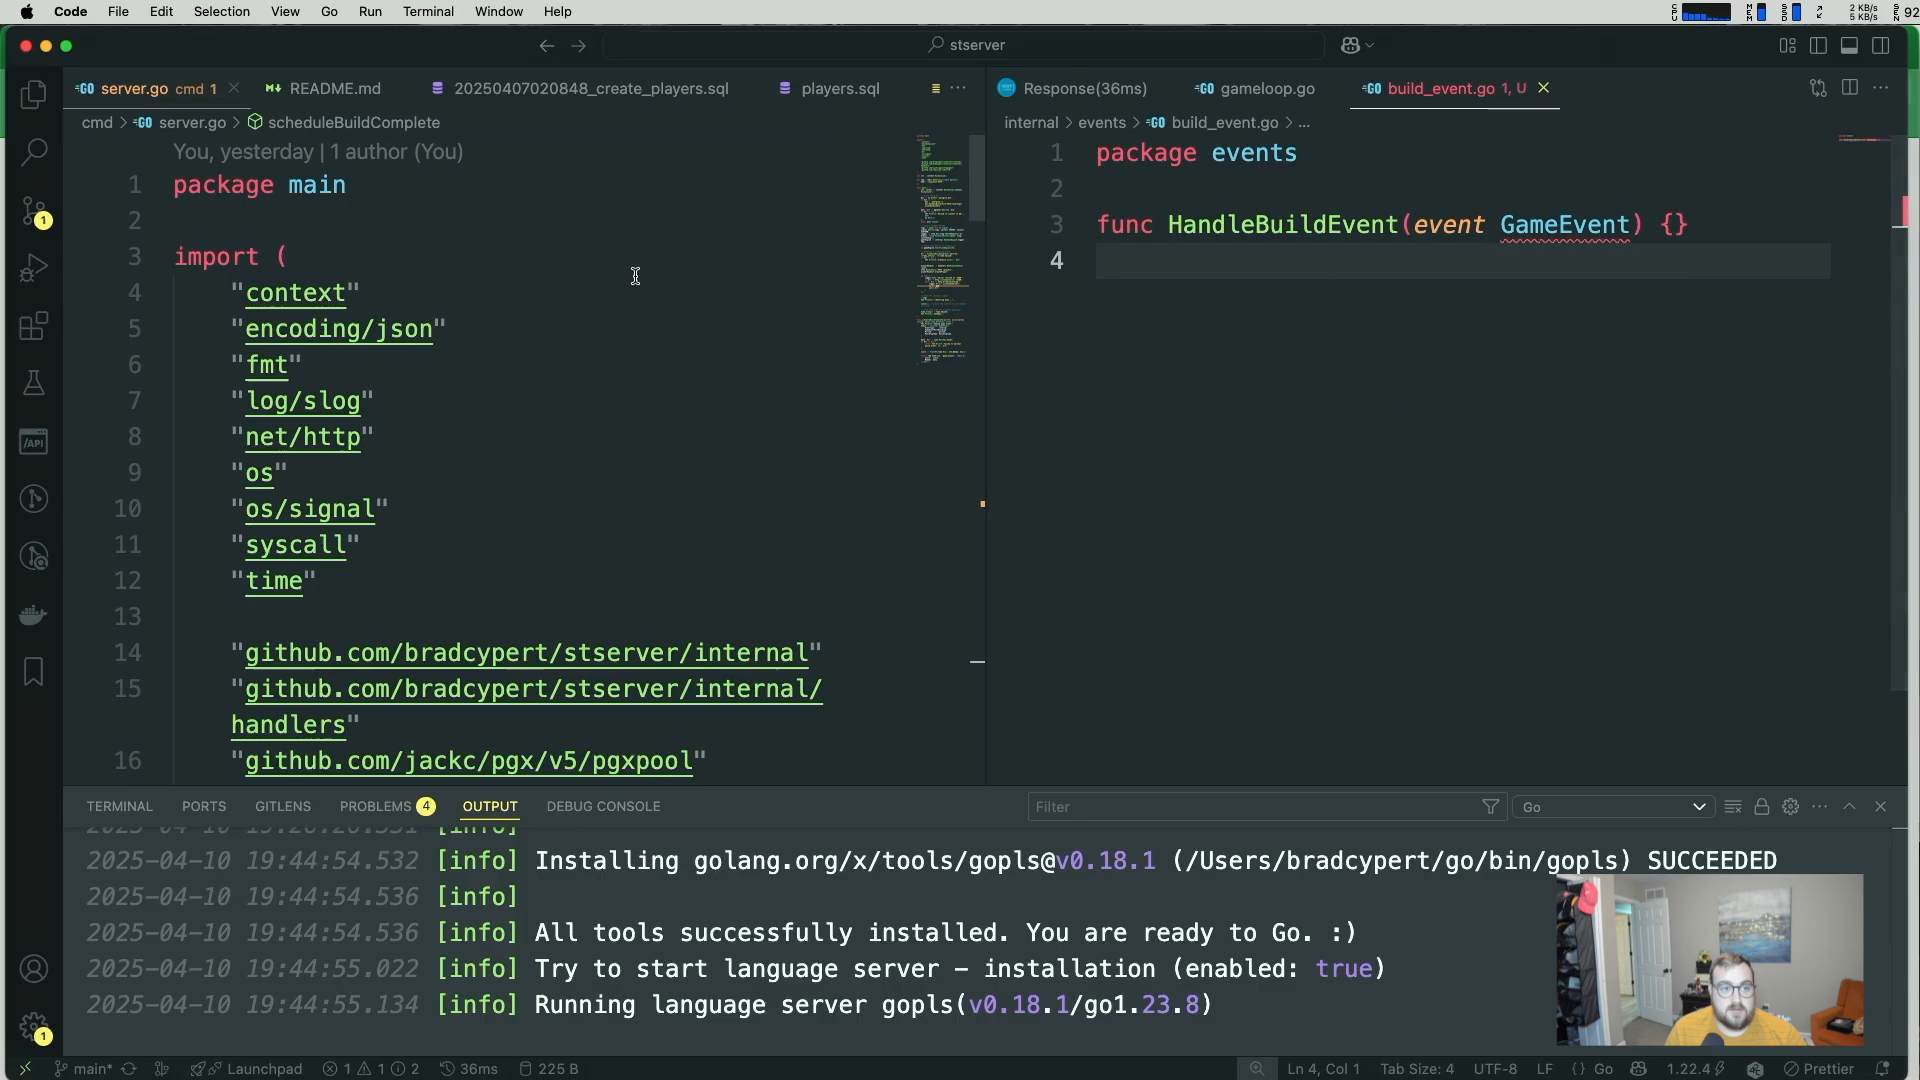 Code File Edit Selection View Go Run Terminal Window Help
2 KB/s
5 KB/s
92
stserver
server.go cmd 1
README.md
20250407020848_create_players.sql
players.sql
Response(36ms)
gameloop.go
build_event.go 1, U
cmd > server.go > scheduleBuildComplete
internal > events > build_event.go > ...
You, yesterday | 1 author (You)
1 package main
2
3 import (
4 "context"
5 "encoding/json"
6 "fmt"
7 "log/slog"
8 "net/http"
9 "os"
10 "os/signal"
11 "syscall"
12 "time"
13
14 "github.com/bradcypert/stserver/internal"
15 "github.com/bradcypert/stserver/internal/
handlers"
16 "github.com/jackc/pgx/v5/pgxpool"
1 package events
2
3 func HandleBuildEvent(event GameEvent) {}
4
TERMINAL PORTS GITLENS PROBLEMS 4 OUTPUT DEBUG CONSOLE
Filter
Go
[info]
2025-04-10 19:44:54.532 [info] Installing golang.org/x/tools/gopls@v0.18.1 (/Users/bradcypert/go/bin/gopls) SUCCEEDED
2025-04-10 19:44:54.536 [info]
2025-04-10 19:44:54.536 [info] All tools successfully installed. You are ready to Go. :)
2025-04-10 19:44:55.022 [info] Try to start language server - installation (enabled: true)
2025-04-10 19:44:55.134 [info] Running language server gopls(v0.18.1/go1.23.8)
main* Launchpad 1 1 2 36ms 225 B
Ln 4, Col 1 Tab Size: 4 UTF-8 LF {} Go 1.22.4 Prettier